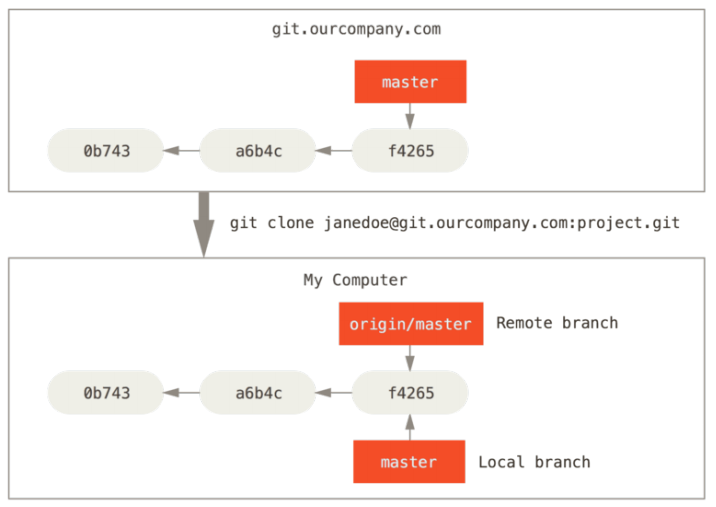 git.ourcompany.com
master
0b743 a6b4c f4265
git clone janedoe@git.ourcompany.com:project.git
My Computer
origin/master Remote branch
0b743 a6b4c f4265
master Local branch